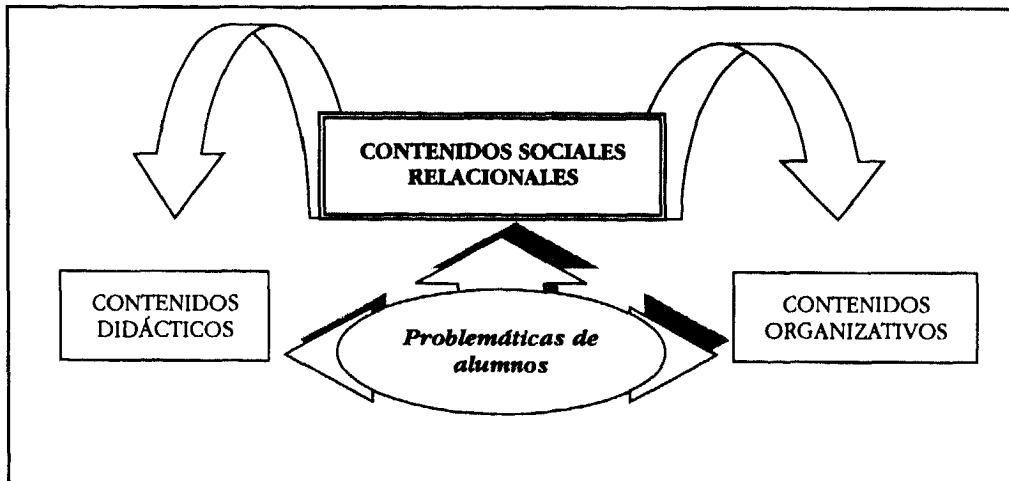 CONTENIDOS SOCIALES
RELACIONALES
CONTENIDOS
DIDÁCTICOS
Problemáticas de
alumnos
CONTENIDOS
ORGANIZATIVOS